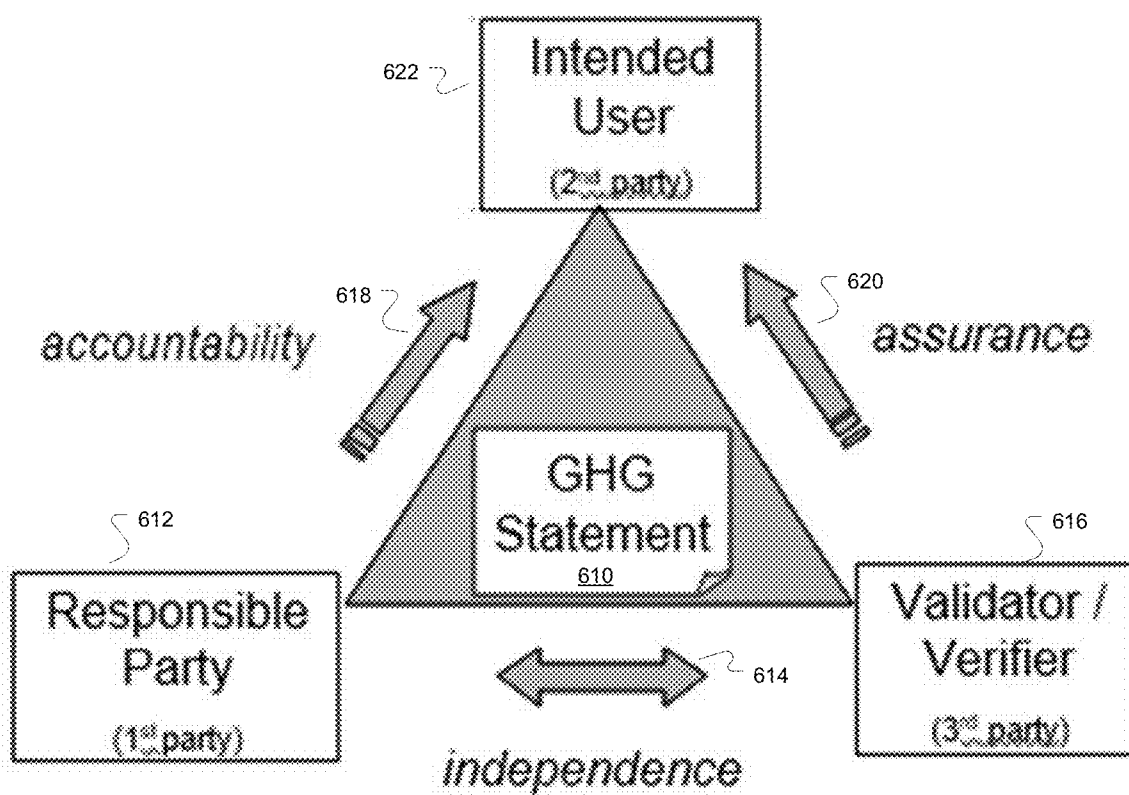 622
Intended
User
(2nd party)
618
620
accountability
assurance
GHG
Statement
610
612
616
Responsible
Party
(1st party)
Validator /
Verifier
(3rd party)
614
independence